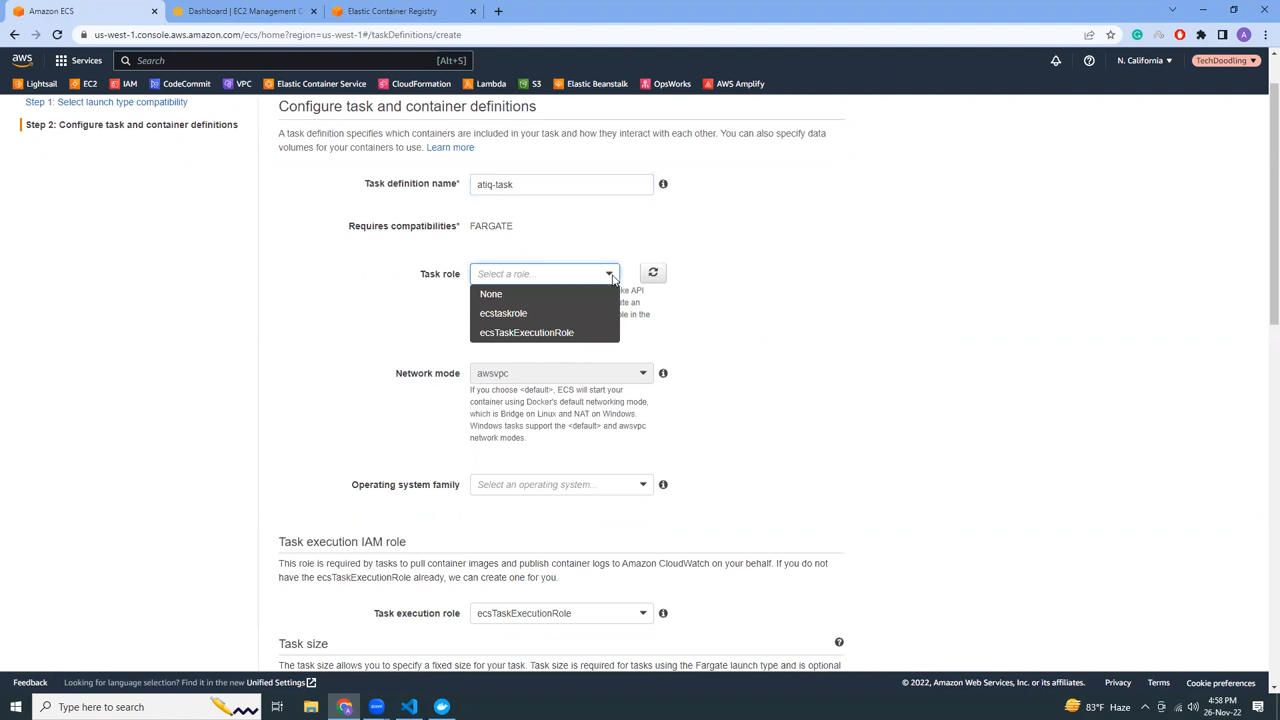 Amazon ECS
Dashboard | EC2 Management C
Elastic Container Registry
us-west-1.console.aws.amazon.com/ecs/home?region=us-west-1#/taskDefinitions/create
A
aws
Services
Search
[Alt+S]
N. California
TechDoodling
Lightsail
EC2
IAM
CodeCommit
VPC
Elastic Container Service
CloudFormation
Lambda
S3
Elastic Beanstalk
OpsWorks
AWS Amplify
Step 1: Select launch type compatibility
Step 2: Configure task and container definitions
Configure task and container definitions
A task definition specifies which containers are included in your task and how they interact with each other. You can also specify data
volumes for your containers to use. Learn more
Task definition name*
atiq-task
Requires compatibilities*
FARGATE
Task role
Select a role...
None
ecstaskrole
ecsTaskExecutionRole
ke API
ite an
le in the
Network mode
awsvpc
If you choose <default>, ECS will start your
container using Docker's default networking mode,
which is Bridge on Linux and NAT on Windows.
Windows tasks support the <default> and awsvpc
network modes.
Operating system family
Select an operating system...
Task execution IAM role
This role is required by tasks to pull container images and publish container logs to Amazon CloudWatch on your behalf. If you do not
have the ecsTaskExecutionRole already, we can create one for you.
Task execution role
ecsTaskExecutionRole
Task size
The task size allows you to specify a fixed size for your task. Task size is required for tasks using the Fargate launch type and is optional
Feedback
Looking for language selection? Find it in the new Unified Settings
© 2022, Amazon Web Services, Inc. or its affiliates.
Privacy
Terms
Cookie preferences
Type here to search
83°F Haze
4:58 PM
26-Nov-22